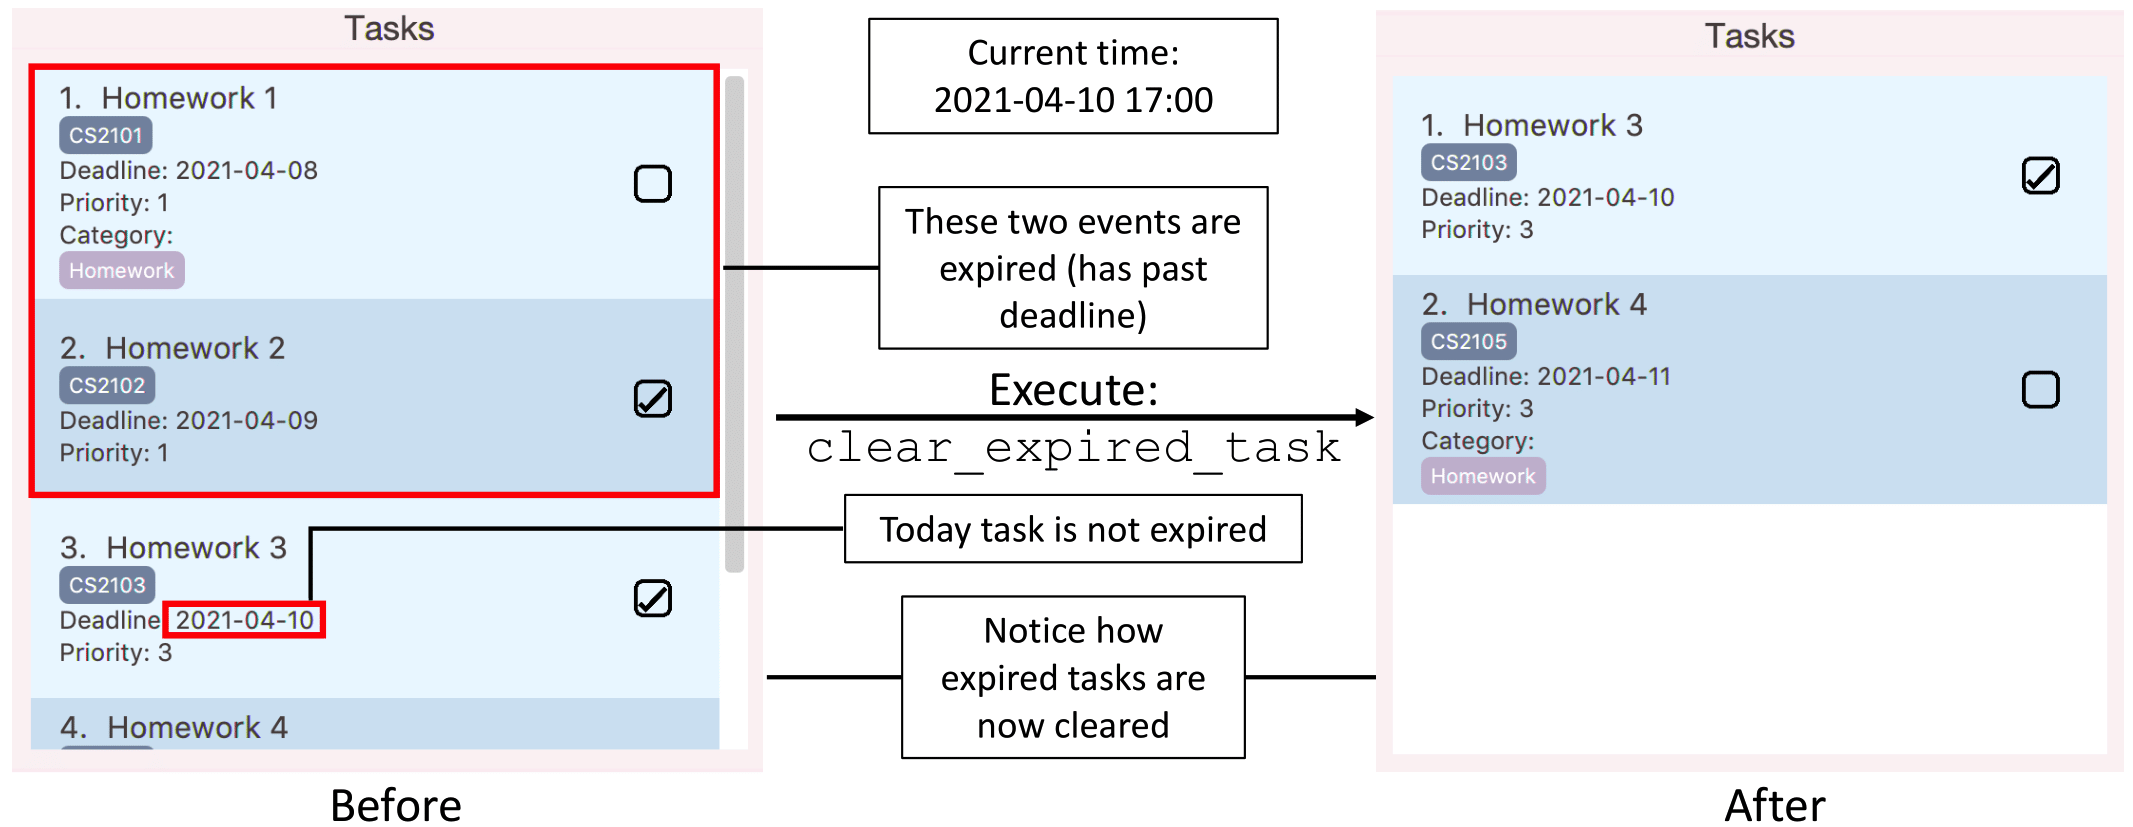 Tasks
1. Homework 1
CS2101
Deadline: 2021-04-08
Priority: 1
Category:
Homework
2. Homework 2
CS2102
Deadline: 2021-04-09
Priority: 1
3. Homework 3
CS2103
Deadline: 2021-04-10
Priority: 3
4. Homework 4
Before
Current time:
2021-04-10 17:00
These two events are
expired (has past
deadline)
Execute:
clear_expired_task
Today task is not expired
Notice how
expired tasks are
now cleared
Tasks
1. Homework 3
CS2103
Deadline: 2021-04-10
Priority: 3
2. Homework 4
CS2105
Deadline: 2021-04-11
Priority: 3
Category:
Homework
After